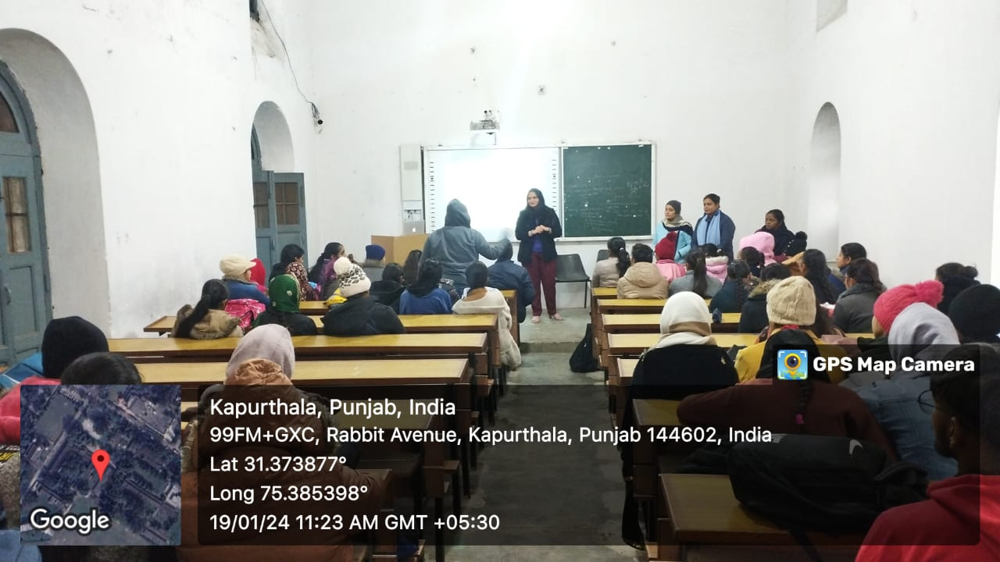 GPS Map Camera
Kapurthala, Punjab, India
99FM+GXC, Rabbit Avenue, Kapurthala, Punjab 144602, India
Lat 31.373877°
Long 75.385398°
19/01/24 11:23 AM GMT +05:30
Google